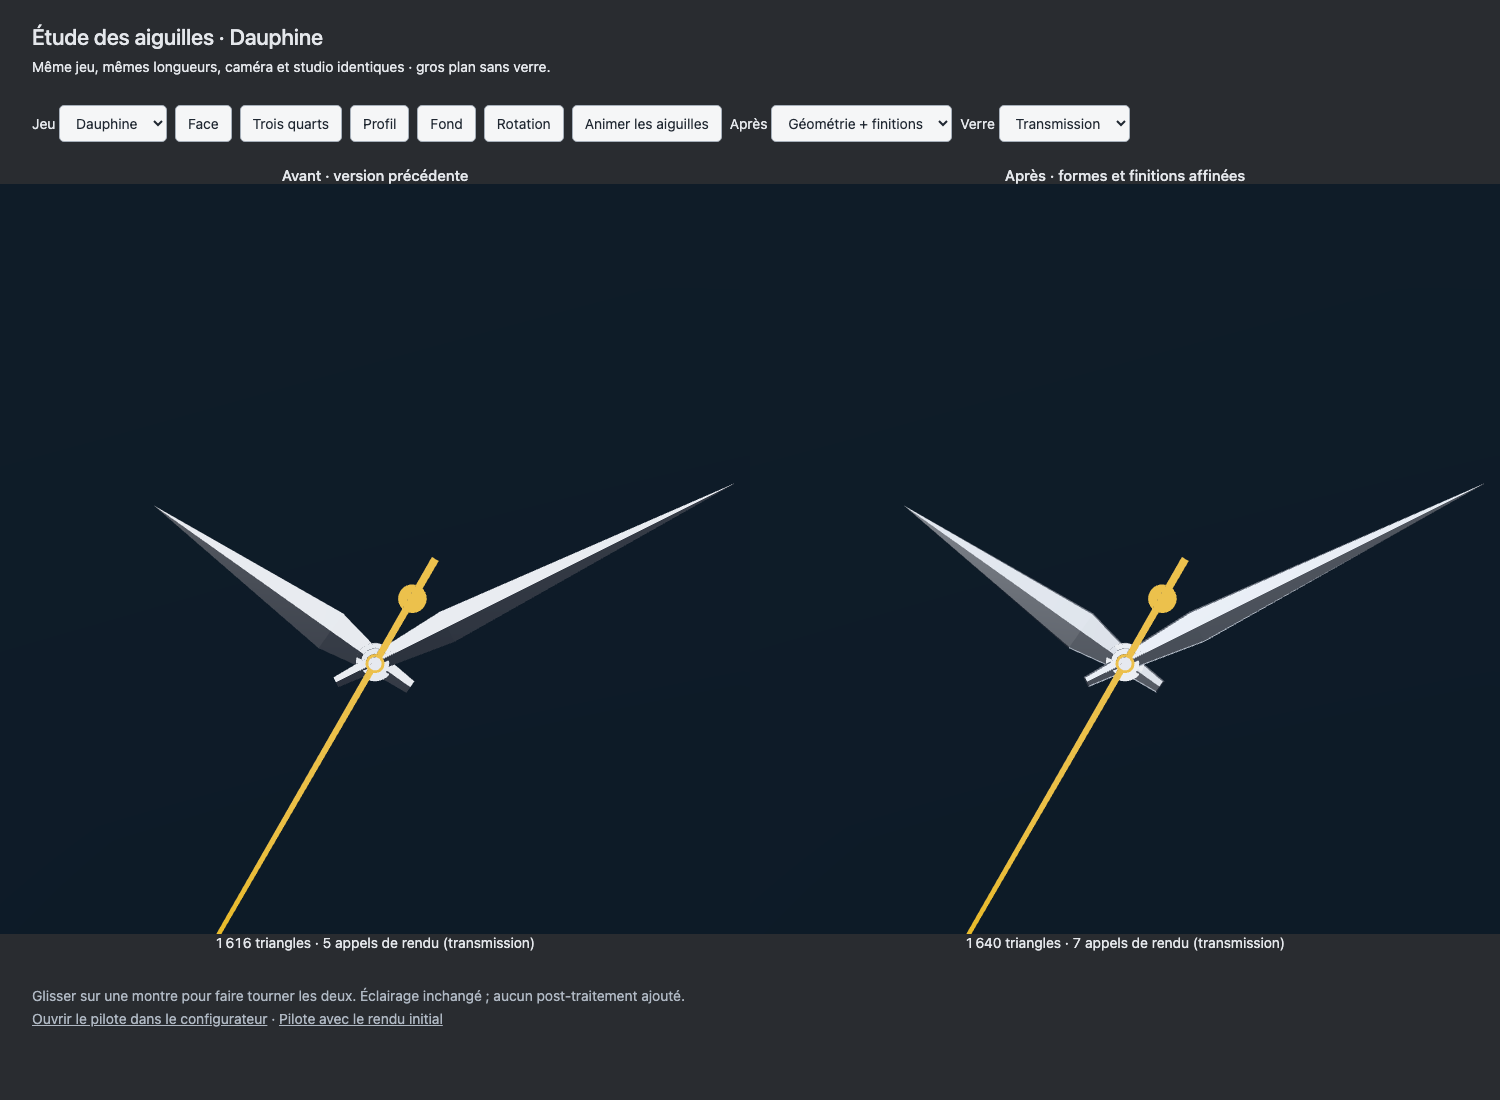 Étude des aiguilles · Dauphine
Même jeu, mêmes longueurs, caméra et studio identiques · gros plan sans verre.
Jeu Dauphine Face Trois quarts Profil Fond Rotation Animer les aiguilles Après Géométrie + finitions Verre Transmission
Avant · version précédente Après · formes et finitions affinées
1 616 triangles · 5 appels de rendu (transmission) 1 640 triangles · 7 appels de rendu (transmission)
Glisser sur une montre pour faire tourner les deux. Éclairage inchangé ; aucun post-traitement ajouté.
Ouvrir le pilote dans le configurateur · Pilote avec le rendu initial